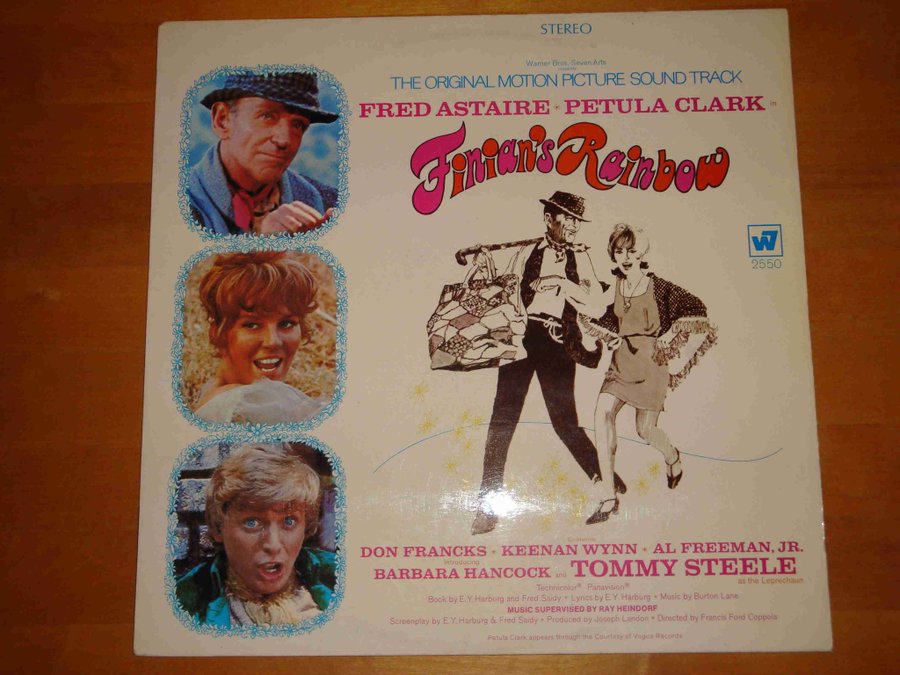 STEREO
Warner Bros.-Seven Arts
presents
THE ORIGINAL MOTION PICTURE SOUND TRACK
FRED ASTAIRE · PETULA CLARK in
Finian's Rainbow
W7
2550
Co-starring
DON FRANCKS · KEENAN WYNN · AL FREEMAN, JR.
Introducing
BARBARA HANCOCK and TOMMY STEELE
as the Leprechaun
Technicolor® Panavision®
Book by E.Y. Harburg and Fred Saidy · Lyrics by E.Y. Harburg · Music by Burton Lane
MUSIC SUPERVISED BY RAY HEINDORF
Screenplay by E.Y. Harburg & Fred Saidy · Produced by Joseph Landon · Directed by Francis Ford Coppola
Petula Clark appears through the Courtesy of Vogue Records